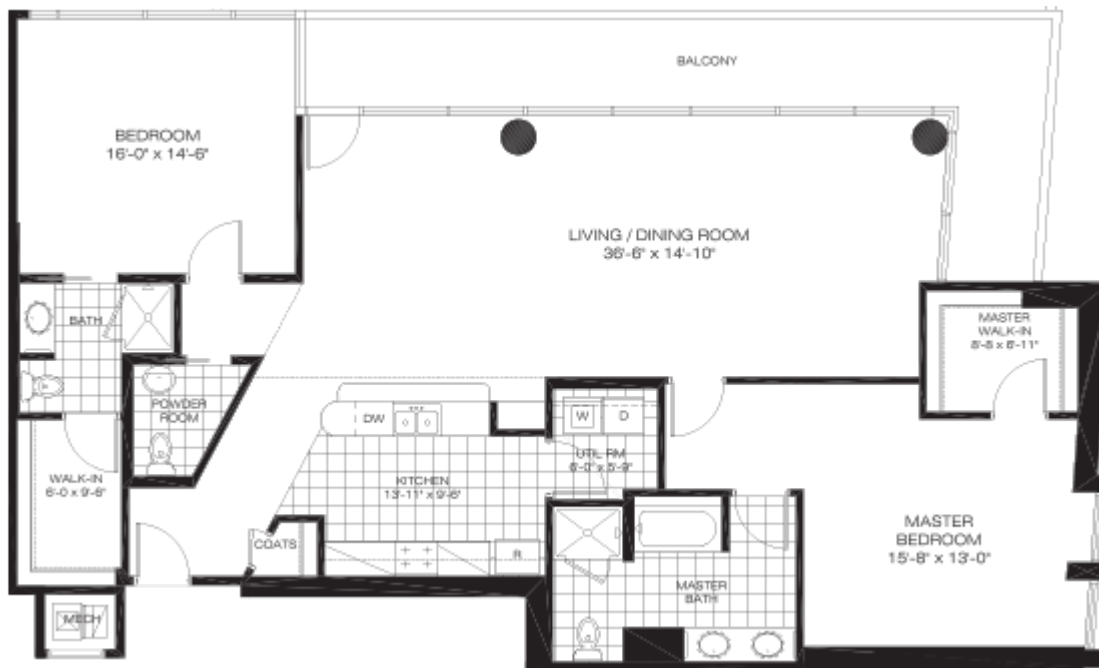 BALCONY
BEDROOM
16'-0" x 14'-6"
LIVING / DINING ROOM
36'-6" x 14'-10"
BATH
MASTER
WALK-IN
8'-8 x 6'-11"
POWDER
ROOM
DW
W
D
UTIL RM
6'-0" x 5'-9"
WALK-IN
6'-0 x 9'-6"
KITCHEN
13'-11" x 9'-6"
COATS
R
MASTER
BEDROOM
15'-8" x 13'-0"
MASTER
BATH
MECH